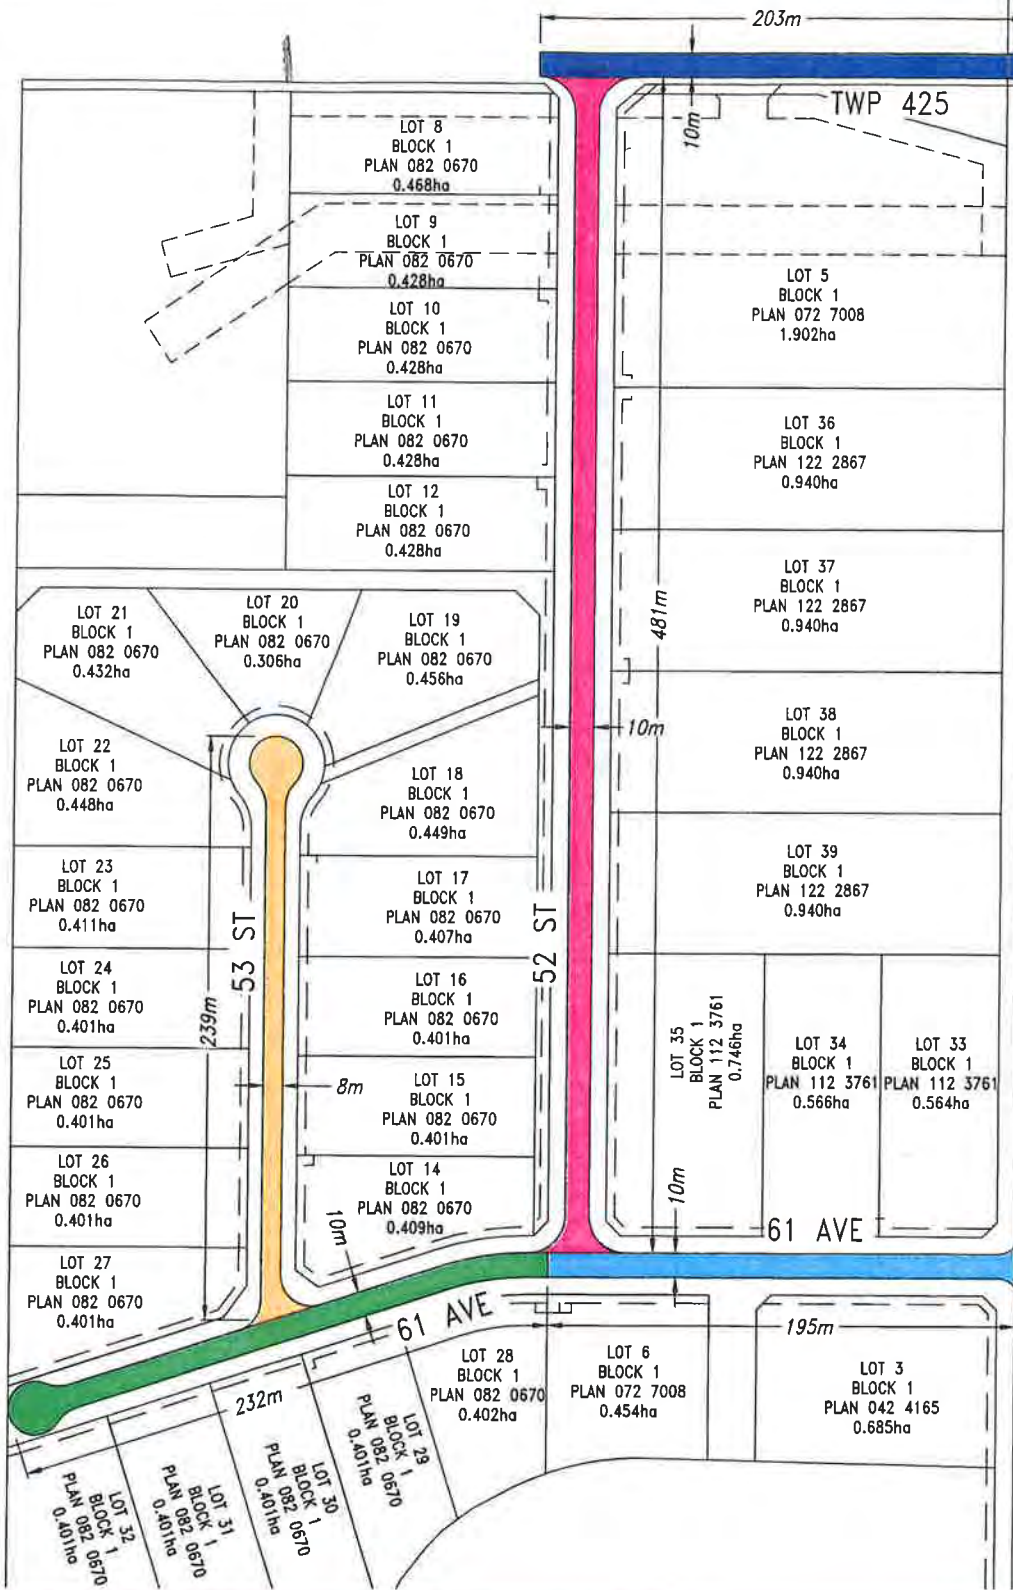 203m
10m
TWP 425
LOT 8
BLOCK 1
PLAN 082 0670
0.468ha
LOT 9
BLOCK 1
PLAN 082 0670
0.428ha
LOT 5
BLOCK 1
PLAN 072 7008
1.902ha
LOT 10
BLOCK 1
PLAN 082 0670
0.428ha
LOT 11
BLOCK 1
PLAN 082 0670
0.428ha
LOT 36
BLOCK 1
PLAN 122 2867
0.940ha
LOT 12
BLOCK 1
PLAN 082 0670
0.428ha
481m
LOT 37
BLOCK 1
PLAN 122 2867
0.940ha
LOT 21
BLOCK 1
PLAN 082 0670
0.432ha
LOT 20
BLOCK 1
PLAN 082 0670
0.306ha
LOT 19
BLOCK 1
PLAN 082 0670
0.456ha
10m
LOT 38
BLOCK 1
PLAN 122 2867
0.940ha
LOT 22
BLOCK 1
PLAN 082 0670
0.448ha
LOT 18
BLOCK 1
PLAN 082 0670
0.449ha
LOT 39
BLOCK 1
PLAN 122 2867
0.940ha
LOT 23
BLOCK 1
PLAN 082 0670
0.411ha
LOT 17
BLOCK 1
PLAN 082 0670
0.407ha
53 ST
52 ST
239m
LOT 24
BLOCK 1
PLAN 082 0670
0.401ha
LOT 16
BLOCK 1
PLAN 082 0670
0.401ha
LOT 35
BLOCK 1
PLAN 112 3761
0.746ha
LOT 34
BLOCK 1
PLAN 112 3761
0.566ha
LOT 33
BLOCK 1
PLAN 112 3761
0.564ha
LOT 25
BLOCK 1
PLAN 082 0670
0.401ha
8m
LOT 15
BLOCK 1
PLAN 082 0670
0.401ha
LOT 26
BLOCK 1
PLAN 082 0670
0.401ha
LOT 14
BLOCK 1
PLAN 082 0670
0.409ha
10m
10m
61 AVE
LOT 27
BLOCK 1
PLAN 082 0670
0.401ha
61 AVE
195m
232m
LOT 28
BLOCK 1
PLAN 082 0670
0.402ha
LOT 6
BLOCK 1
PLAN 072 7008
0.454ha
LOT 3
BLOCK 1
PLAN 042 4165
0.685ha
LOT 29
BLOCK 1
PLAN 082 0670
0.401ha
LOT 30
BLOCK 1
PLAN 082 0670
0.401ha
LOT 31
BLOCK 1
PLAN 082 0670
0.401ha
LOT 32
BLOCK 1
PLAN 082 0670
0.401ha